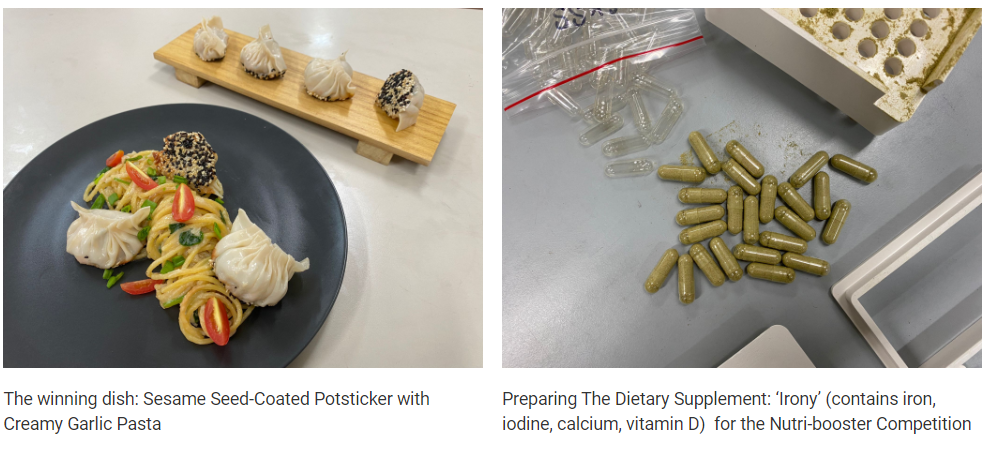 The winning dish: Sesame Seed-Coated Potsticker with
Creamy Garlic Pasta
Preparing The Dietary Supplement: ‘Irony’ (contains iron,
iodine, calcium, vitamin D)  for the Nutri-booster Competition